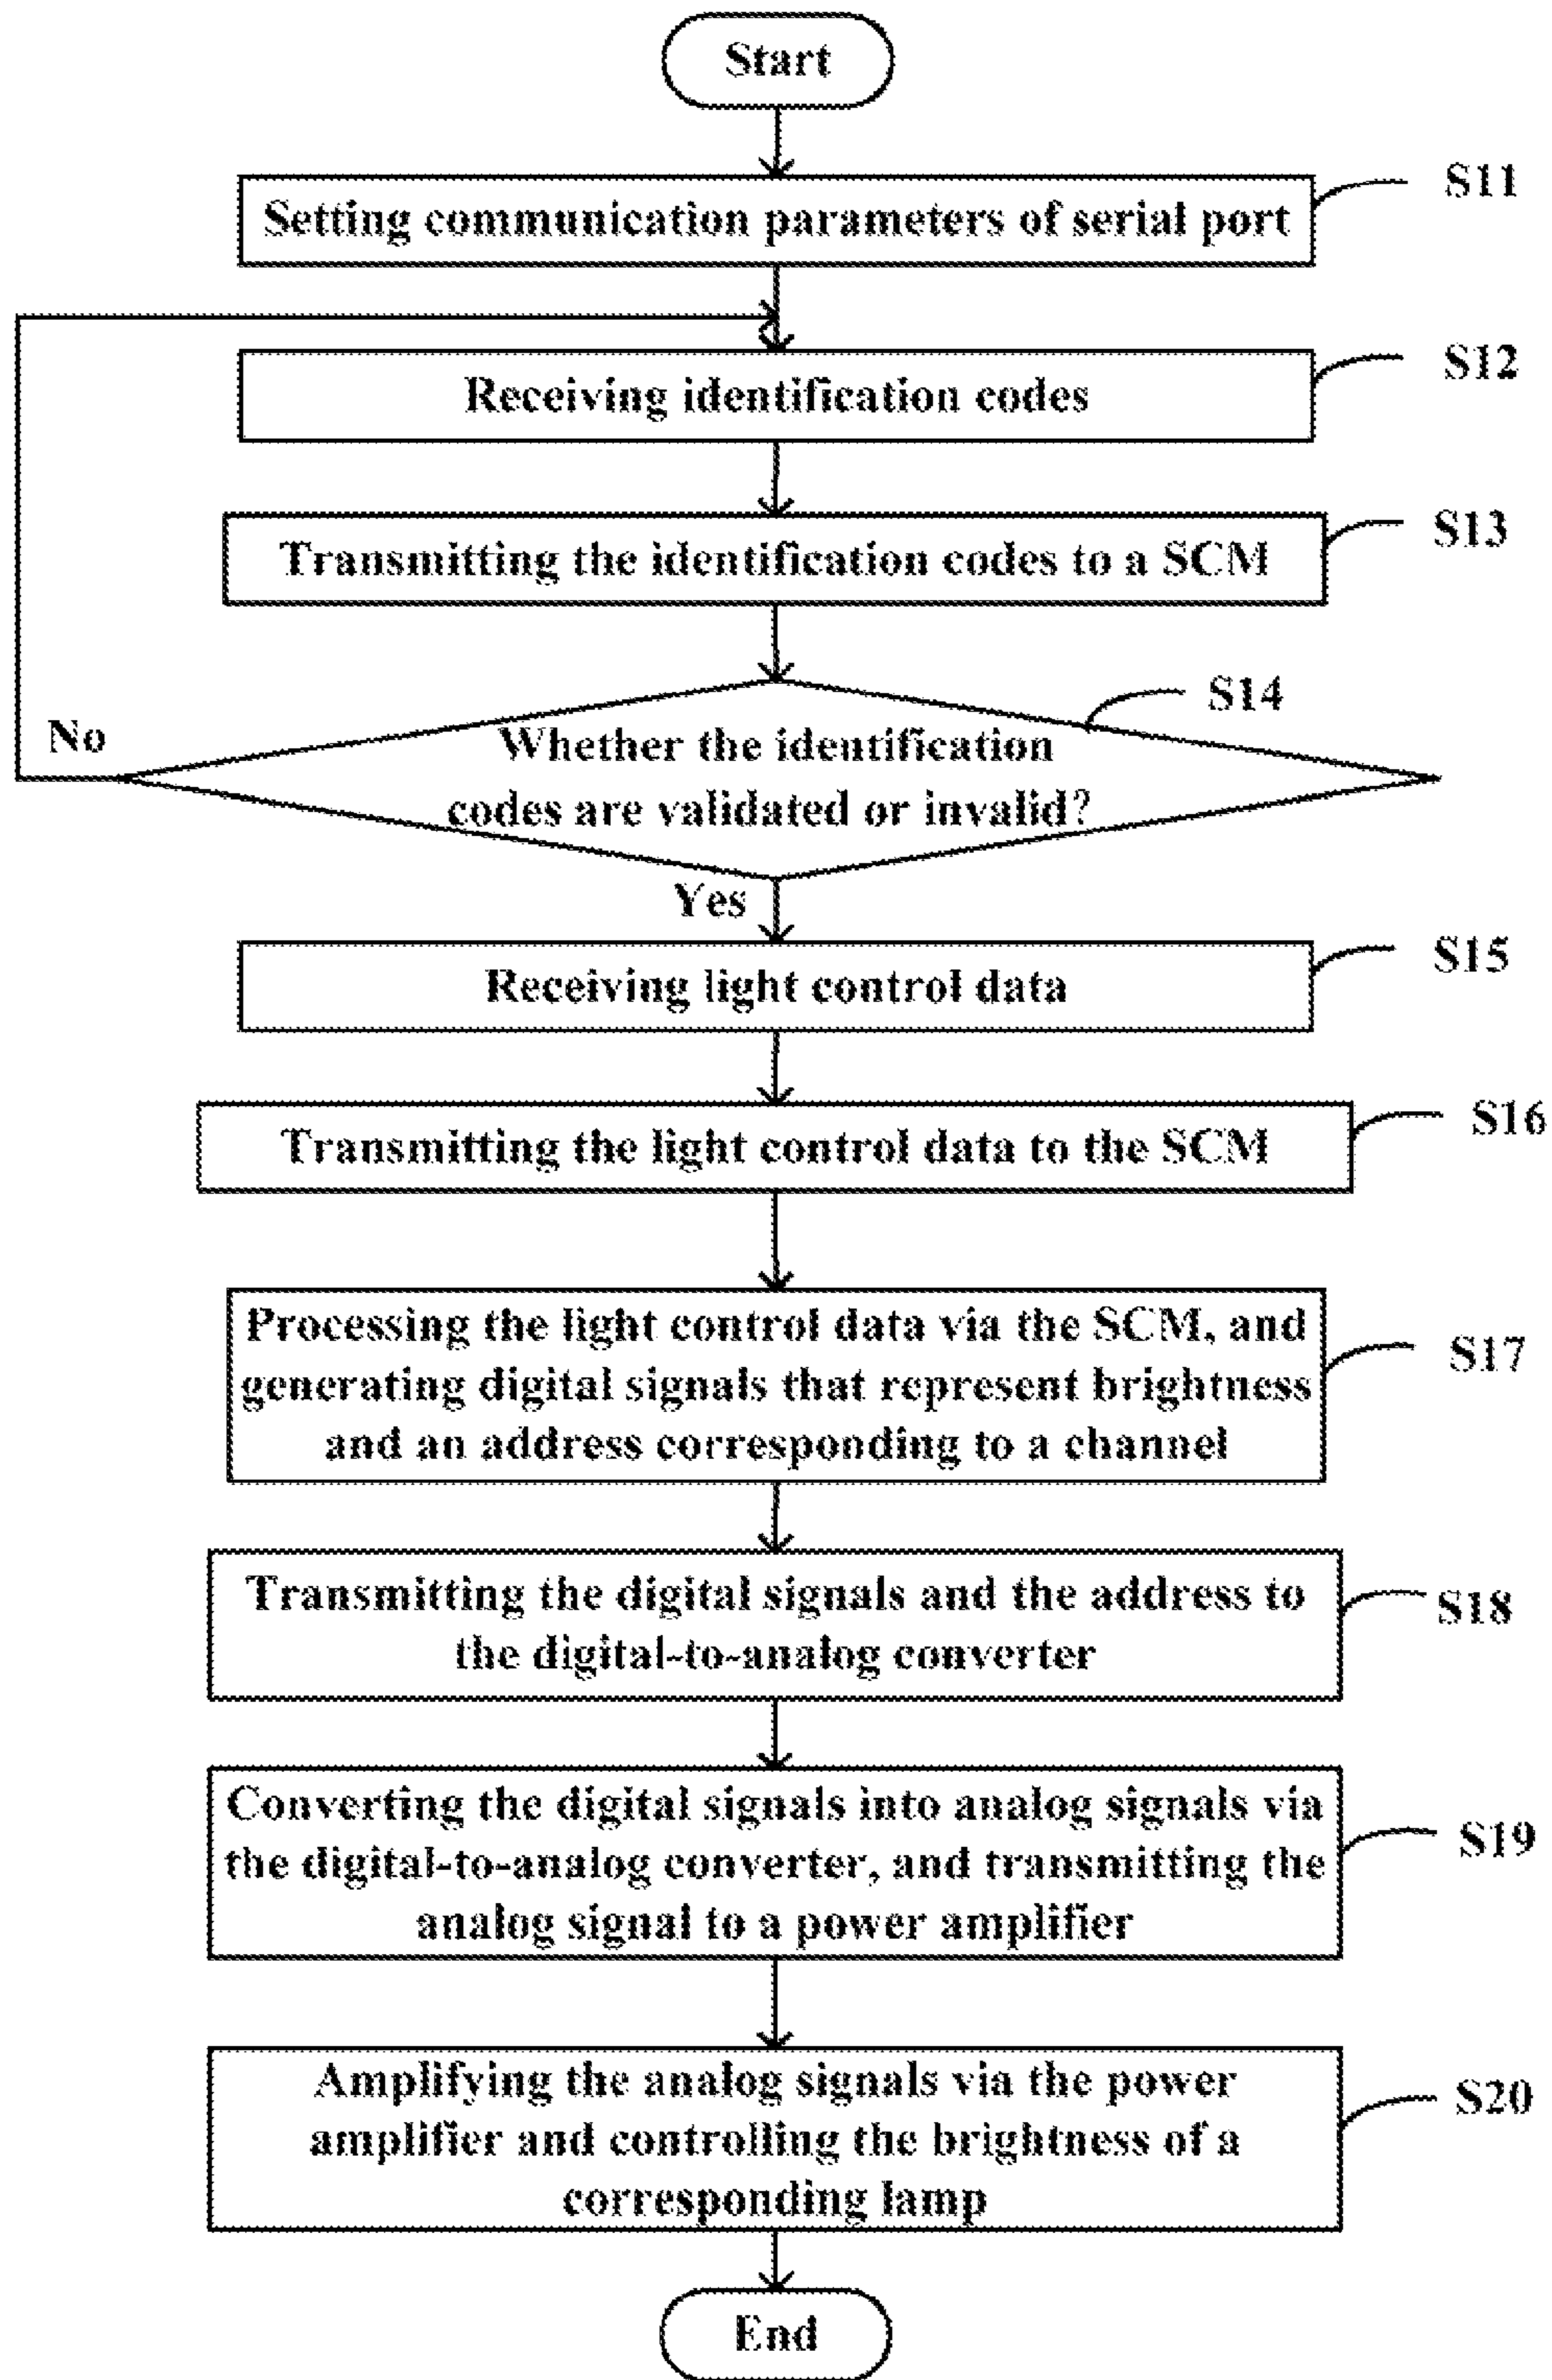 Start
S11
Setting communication parameters of serial port
S12
Receiving identification codes
S13
Transmitting the identification codes to a SCM
S14
No
Whether the identification
codes are validated or invalid?
Yes
S15
Receiving light control data
S16
Transmitting the light control data to the SCM
Processing the light control data via the SCM, and
S17
generating digital signals that represent brightness
and an address corresponding to a channel
Transmitting the digital signals and the address to
S18
the digital-to-analog converter
Converting the digital signals into analog signals via
S19
the digital-to-analog converter, and transmitting the
analog signal to a power amplifier
Amplifying the analog signals via the power
S20
amplifier and controlling the brightness of a
corresponding lamp
End